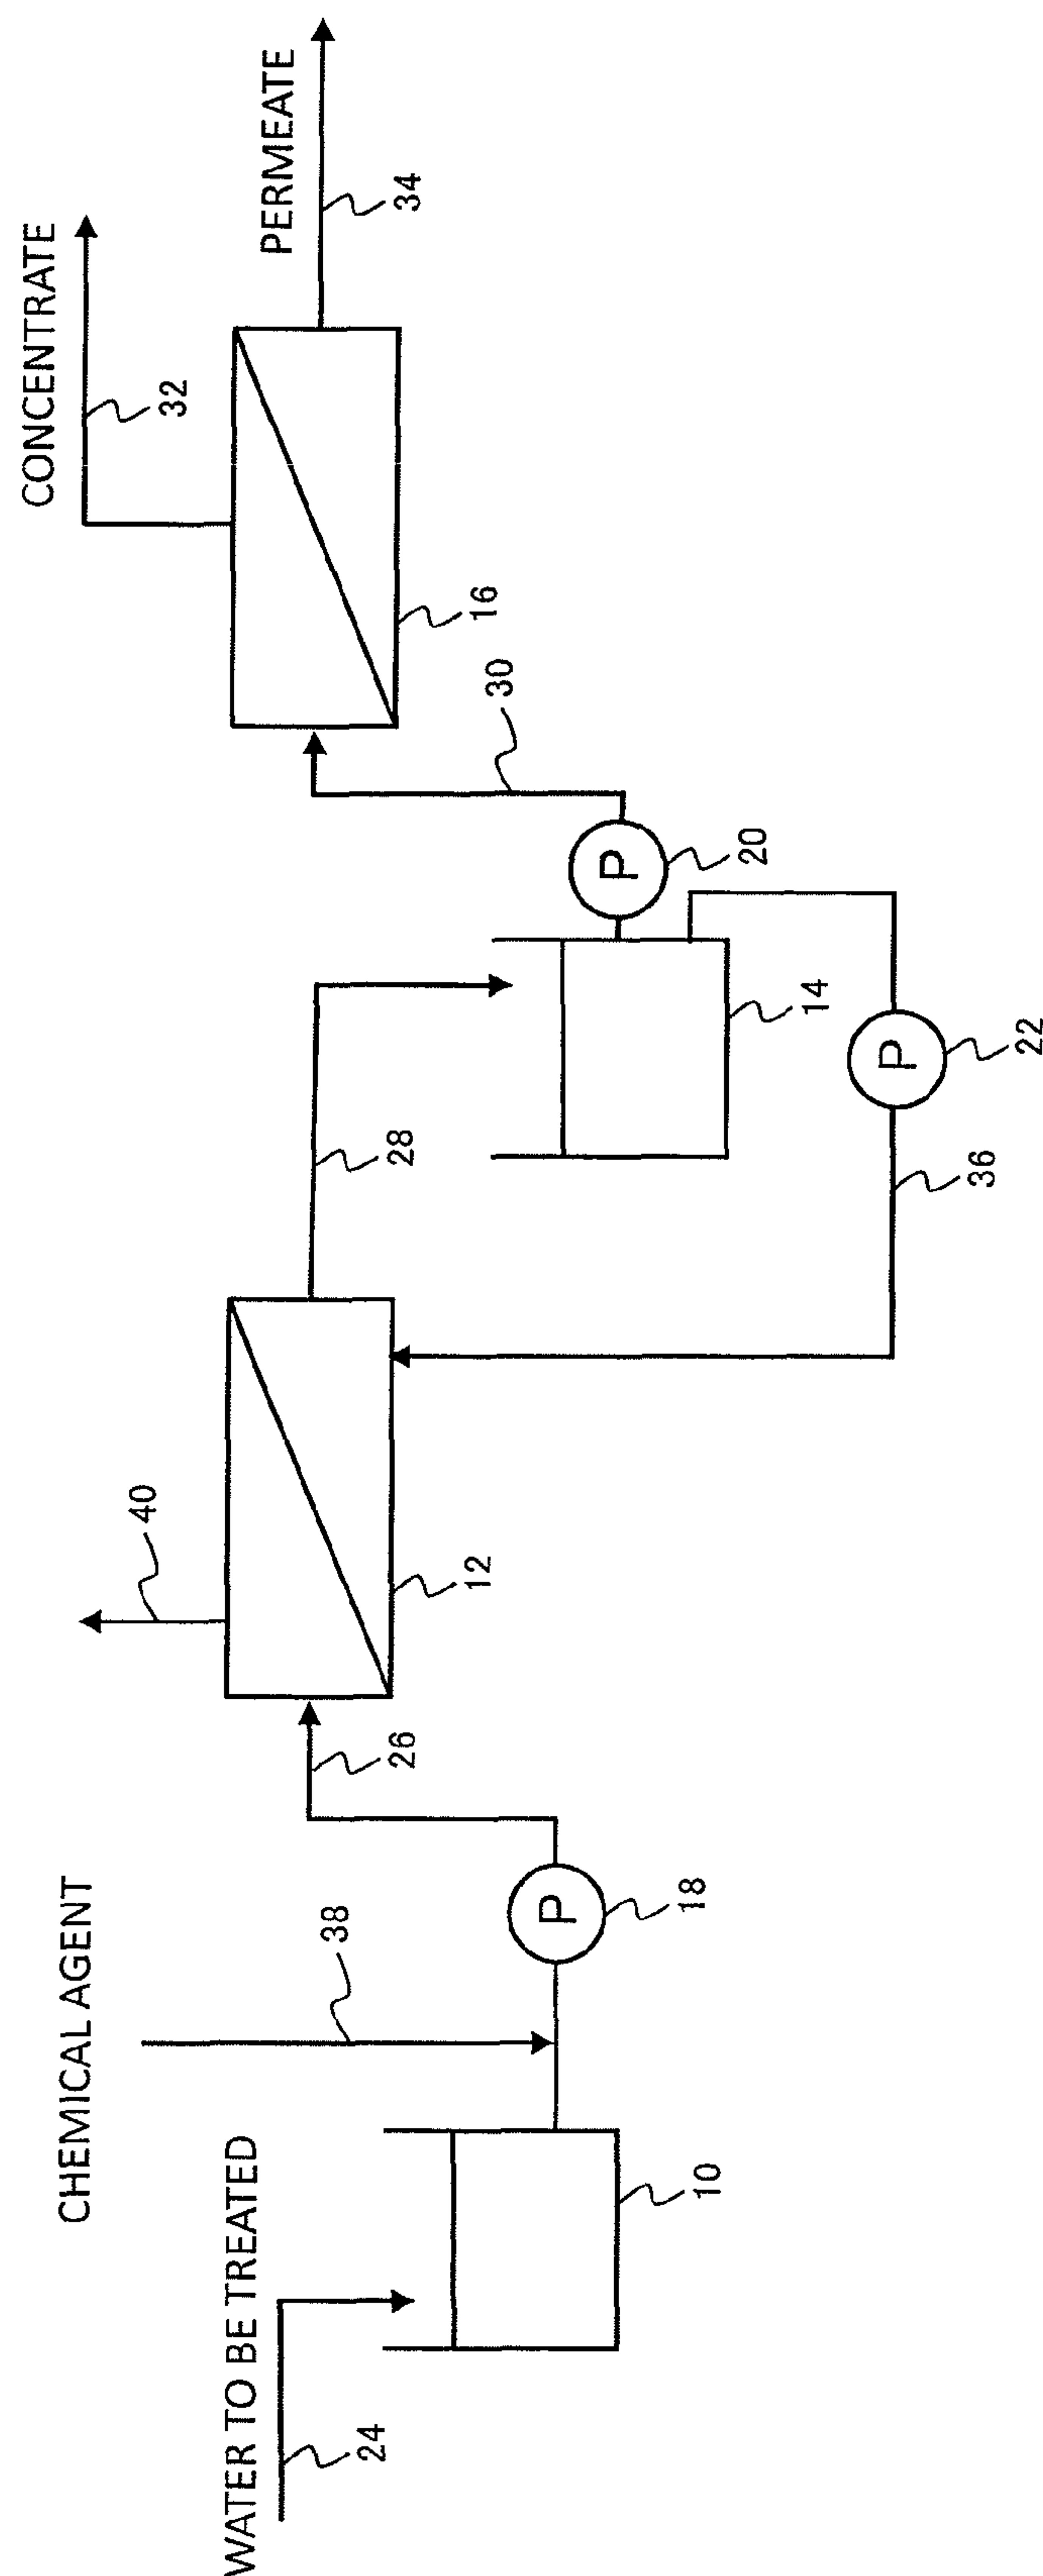 WATER TO BE TREATED
24
10
CHEMICAL AGENT
38
P
18
26
40
12
28
14
36
P
22
P
20
30
16
CONCENTRATE
32
PERMEATE
34